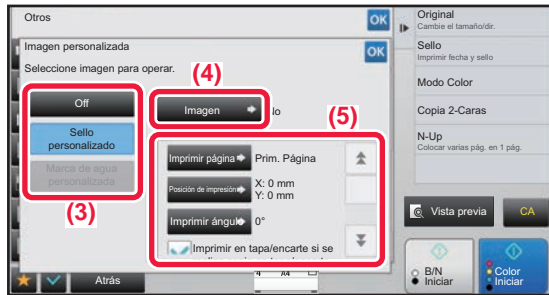 Otros
OK
Imagen personalizada
OK
Seleccione imagen para operar.
(4)
Off
Imagen
(5)
Sello
personalizado
Marca de agua
personalizada
(3)
Imprimir página
Prim. Página
Posición de impresión
X: 0 mm
Y: 0 mm
Imprimir ángulo
0°
Imprimir en tapa/encarte si se
A4
Atrás
Original
Cambie el tamaño/dir.
Sello
Imprimir fecha y sello
Modo Color
Copia 2-Caras
N-Up
Colocar varias pág. en 1 pág.
Vista previa
CA
B/N
Iniciar
Color
Iniciar